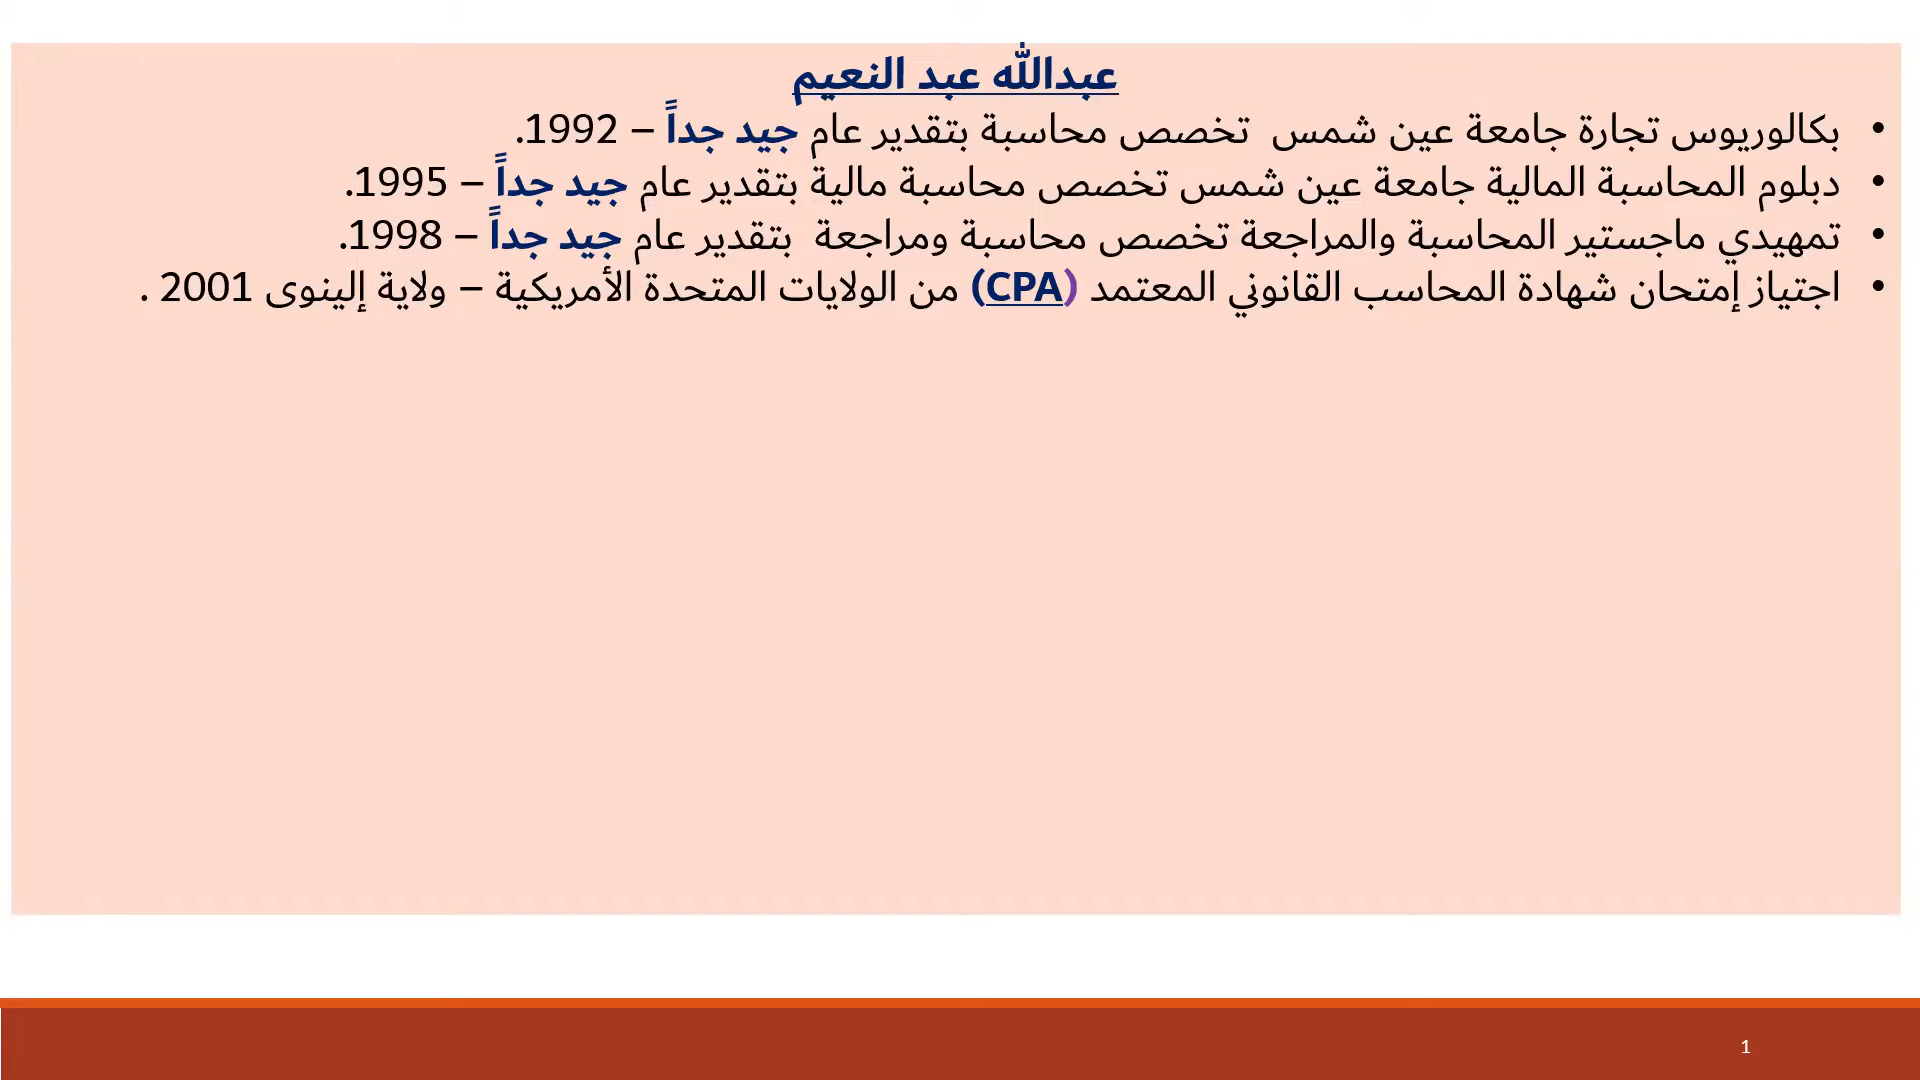 عبدالله عبد النعيم
• بكالوريوس تجارة جامعة عين شمس تخصص محاسبة بتقدير عام جيد جداً – 1992.
• دبلوم المحاسبة المالية جامعة عين شمس تخصص محاسبة مالية بتقدير عام جيد جداً – 1995.
• تمهيدي ماجستير المحاسبة والمراجعة تخصص محاسبة ومراجعة بتقدير عام جيد جداً – 1998.
• اجتياز إمتحان شهادة المحاسب القانوني المعتمد (CPA) من الولايات المتحدة الأمريكية – ولاية إلينوى 2001 .
1